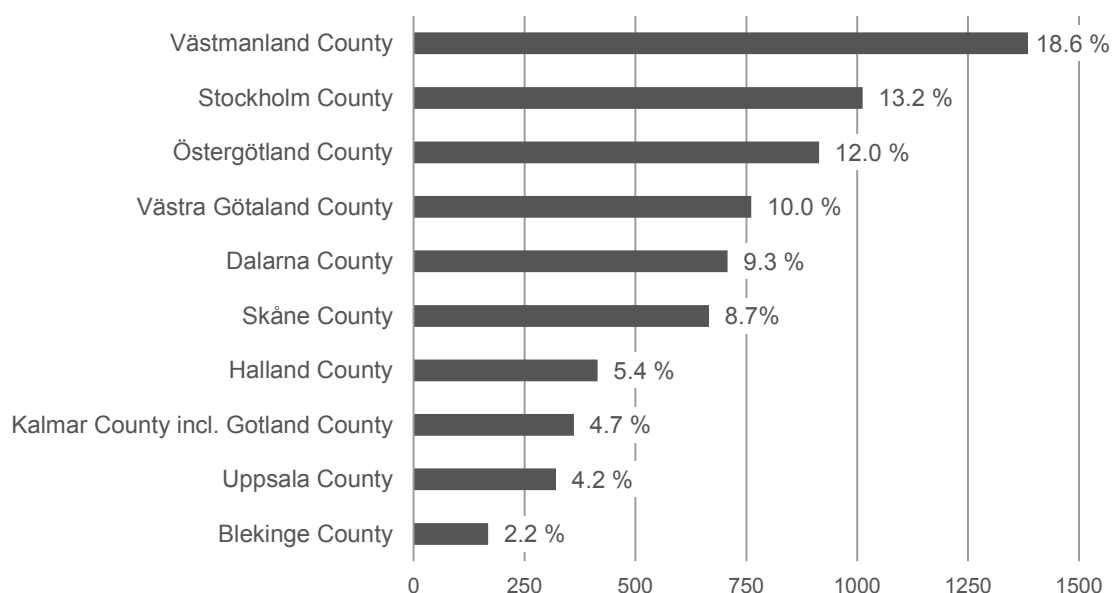 Västmanland County 18.6 %
Stockholm County 13.2 %
Östergötland County 12.0 %
Västra Götaland County 10.0 %
Dalarna County 9.3 %
Skåne County 8.7%
Halland County 5.4 %
Kalmar County incl. Gotland County 4.7 %
Uppsala County 4.2 %
Blekinge County 2.2 %
0 250 500 750 1000 1250 1500